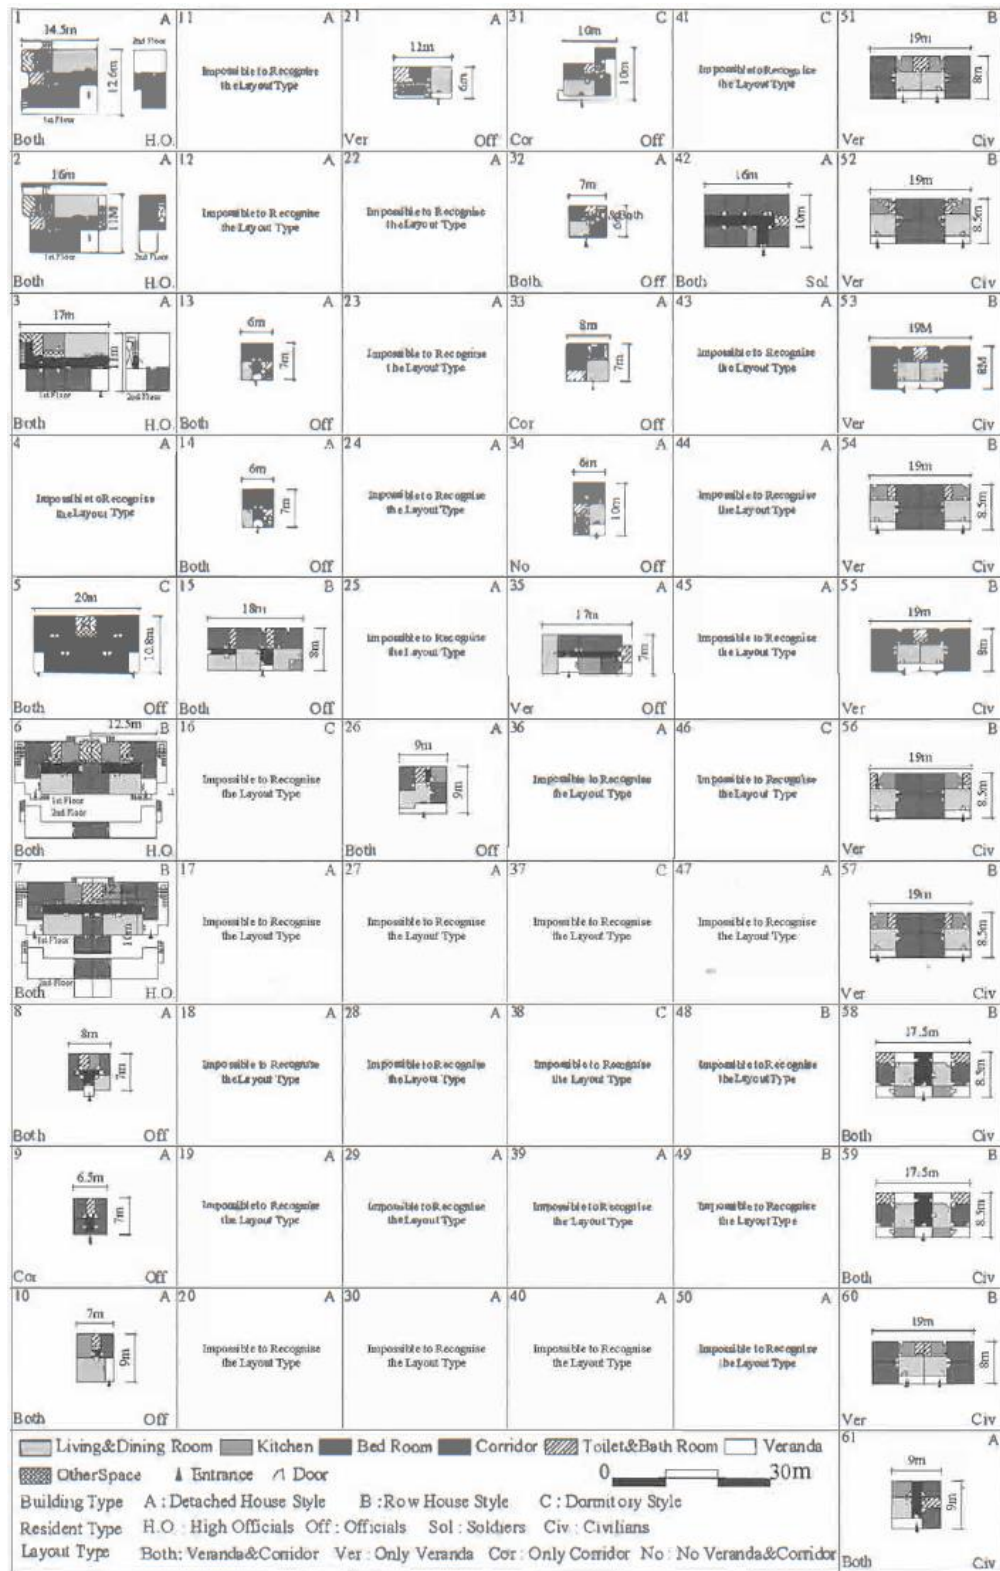 1 A
14.5m
2nd Floor
12.6m
1st Floor
Both H.O.
11 A
Impossible to Recognise
the Layout Type
21 A
11m
6m
Ver Off
31 C
10m
10m
Cor Off
41 C
Impossible to Recognise
the Layout Type
51 B
19m
8m
Ver Civ
2 A
16m
11M
1st Floor 2nd Floor
Both H.O.
12 A
Impossible to Recognise
the Layout Type
22 A
Impossible to Recognise
the Layout Type
32 A
7m
Both Off
42 A
16m
10m
Both Sol
52 B
19m
8.5m
Ver Civ
3 A
17m
11m
1st Floor 2nd Floor
Both H.O.
13 A
6m
7m
Both Off
23 A
Impossible to Recognise
the Layout Type
33 A
8m
7m
Cor Off
43 A
Impossible to Recognise
the Layout Type
53 B
19M
8M
Ver Civ
4 A
Impossible to Recognise
the Layout Type
14 A
6m
7m
Both Off
24 A
Impossible to Recognise
the Layout Type
34 A
6m
10m
No Off
44 A
Impossible to Recognise
the Layout Type
54 B
19m
8.5m
Ver Civ
5 C
20m
10.8m
Both Off
15 B
18m
8m
Both Off
25 A
Impossible to Recognise
the Layout Type
35 A
17m
7m
Ver Off
45 A
Impossible to Recognise
the Layout Type
55 B
19m
8m
Ver Civ
6 B
12.5m
1st Floor
2nd Floor
Both H.O.
16 C
Impossible to Recognise
the Layout Type
26 A
9m
9m
Both Off
36 A
Impossible to Recognise
the Layout Type
46 C
Impossible to Recognise
the Layout Type
56 B
19m
8.5m
Ver Civ
7 B
10m
1st Floor
2nd Floor
Both H.O.
17 A
Impossible to Recognise
the Layout Type
27 A
Impossible to Recognise
the Layout Type
37 C
Impossible to Recognise
the Layout Type
47 A
Impossible to Recognise
the Layout Type
57 B
19m
8.5m
Ver Civ
8 A
8m
7m
Both Off
18 A
Impossible to Recognise
the Layout Type
28 A
Impossible to Recognise
the Layout Type
38 C
Impossible to Recognise
the Layout Type
48 B
Impossible to Recognise
the Layout Type
58 B
17.5m
8.5m
Both Civ
9 A
6.5m
7m
Cor Off
19 A
Impossible to Recognise
the Layout Type
29 A
Impossible to Recognise
the Layout Type
39 A
Impossible to Recognise
the Layout Type
49 B
Impossible to Recognise
the Layout Type
59 B
17.5m
8.5m
Both Civ
10 A
7m
9m
Both Off
20 A
Impossible to Recognise
the Layout Type
30 A
Impossible to Recognise
the Layout Type
40 A
Impossible to Recognise
the Layout Type
50 A
Impossible to Recognise
the Layout Type
60 B
19m
8m
Ver Civ
Living&Dining Room Kitchen Bed Room Corridor Toilet&Bath Room Veranda
OtherSpace Entrance Door 0 30m
Building Type A : Detached House Style B :Row House Style C : Dormitory Style
Resident Type H.O. : High Officials Off : Officials Sol : Soldiers Civ : Civilians
Layout Type Both: Veranda&Corridor Ver : Only Veranda Cor : Only Corridor No : No Veranda&Corridor
61 A
9m
9m
Both Civ